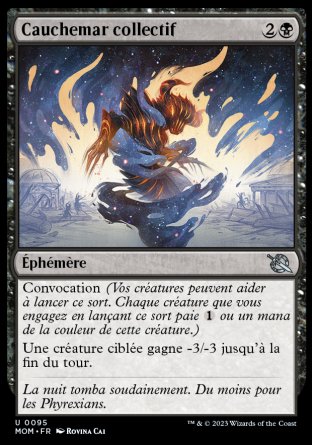 Cauchemar collectif 2
Éphémère
Convocation (Vos créatures peuvent aider
à lancer ce sort. Chaque créature que vous
engagez en lançant ce sort paie 1 ou un mana
de la couleur de cette créature.)
Une créature ciblée gagne -3/-3 jusqu'à la
fin du tour.
La nuit tomba soudainement. Du moins pour
les Phyrexians.
U 0095
MOM • FR Rovina Cai
™ & © 2023 Wizards of the Coast